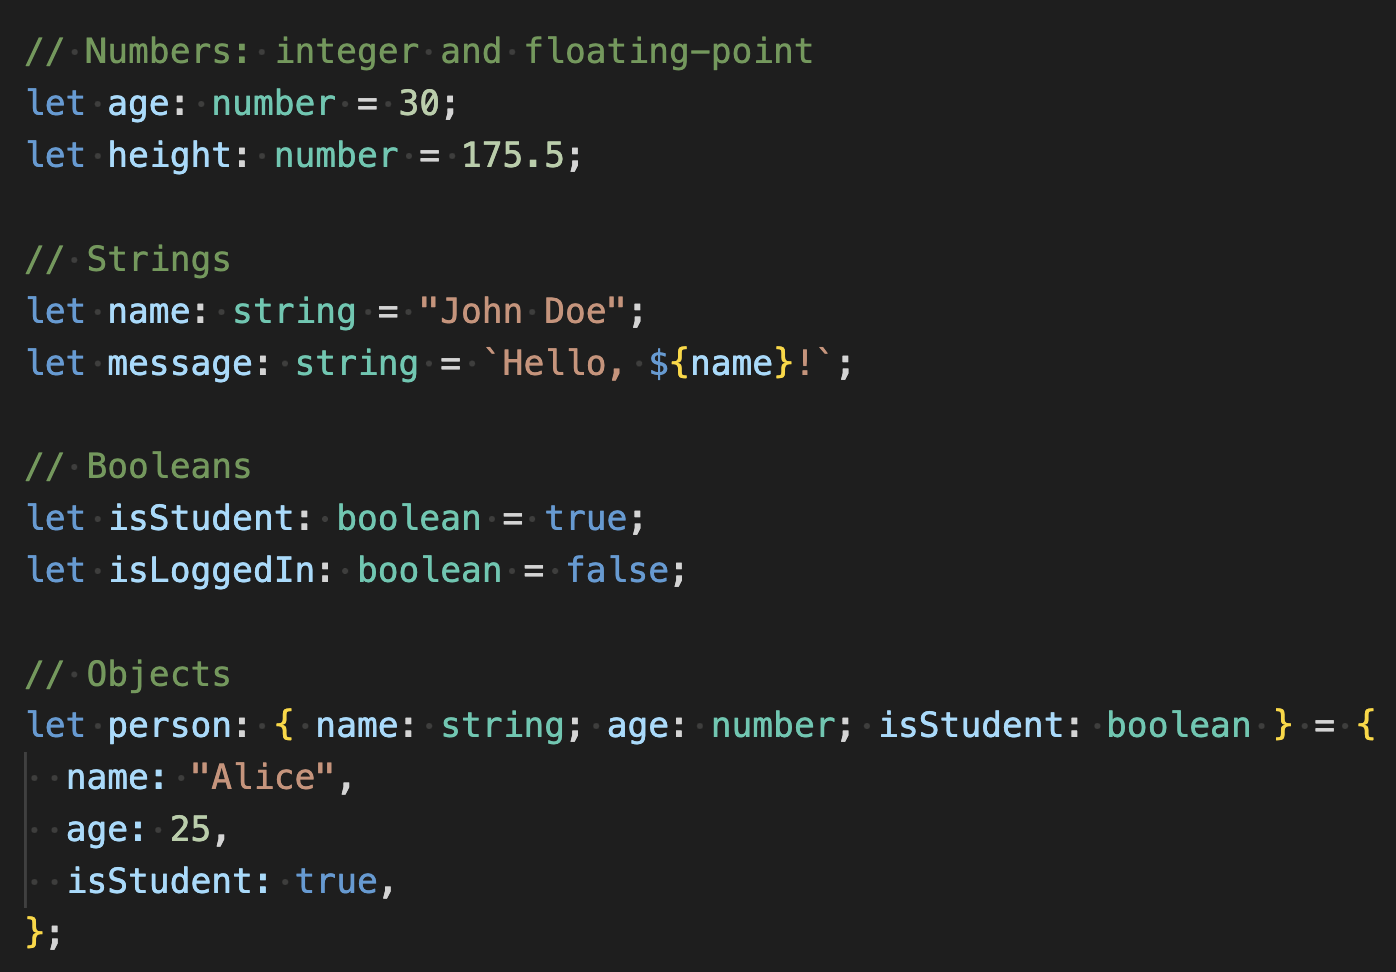 // Numbers: integer and floating-point
let age: number = 30;
let height: number = 175.5;
// Strings
let name: string = "John Doe";
let message: string = `Hello, ${name}!`;
// Booleans
let isStudent: boolean = true;
let isLoggedIn: boolean = false;
// Objects
let person: { name: string; age: number; isStudent: boolean } = {
  name: "Alice",
  age: 25,
  isStudent: true,
};